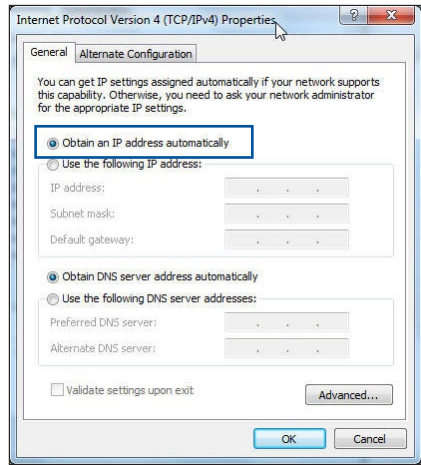 Internet Protocol Version 4 (TCP/IPv4) Properties
General Alternate Configuration
You can get IP settings assigned automatically if your network supports
this capability. Otherwise, you need to ask your network administrator
for the appropriate IP settings.
Obtain an IP address automatically
Use the following IP address:
IP address:
Subnet mask:
Default gateway:
Obtain DNS server address automatically
Use the following DNS server addresses:
Preferred DNS server:
Alternate DNS server:
Validate settings upon exit
Advanced...
OK Cancel